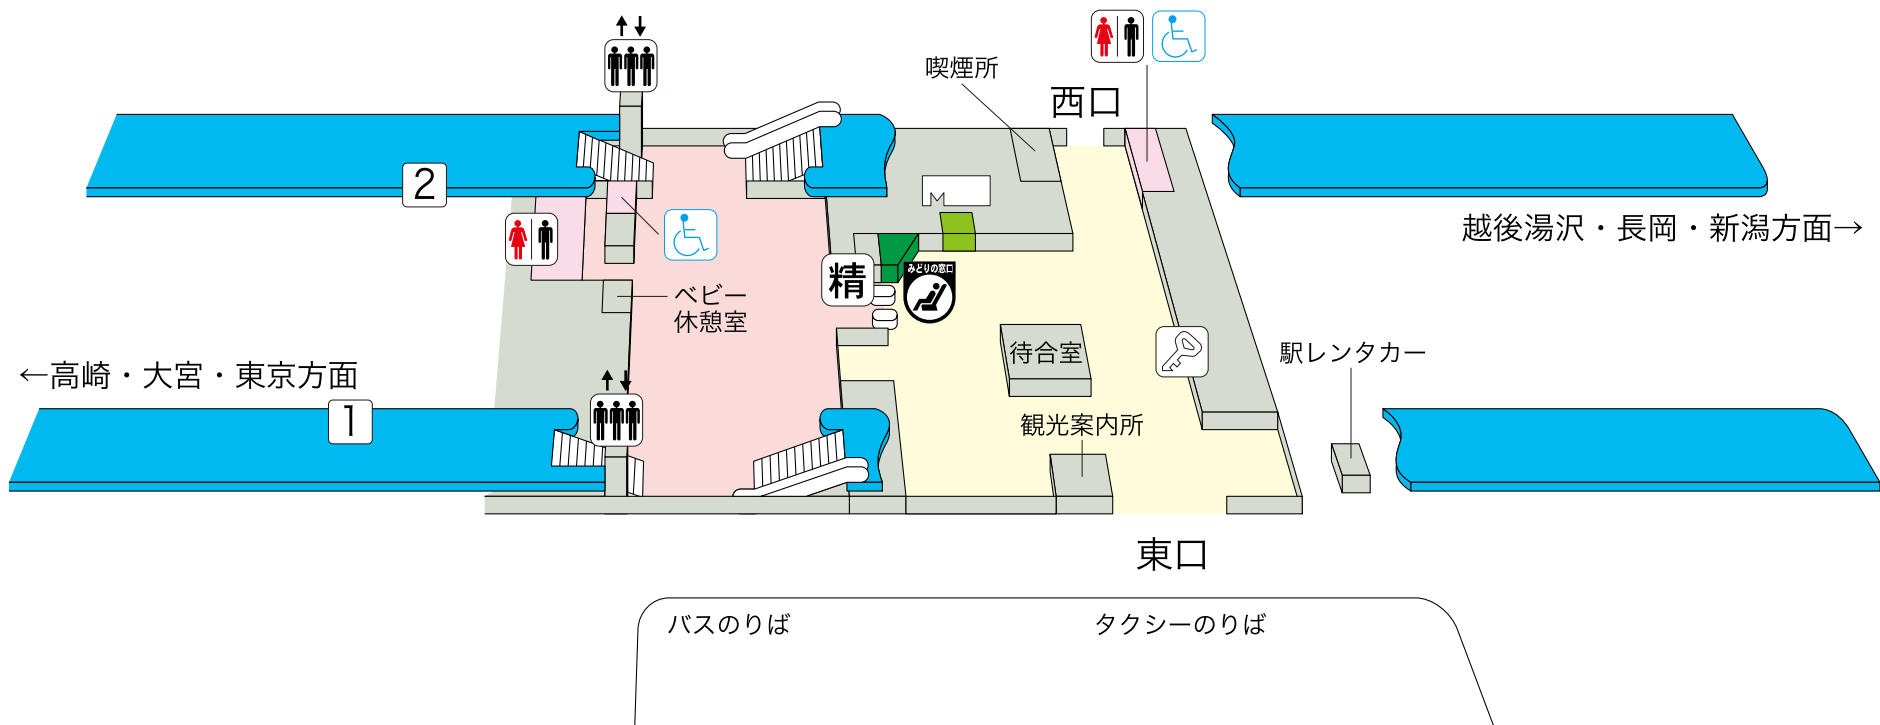 喫煙所
西口
2
越後湯沢・長岡・新潟方面→
みどりの窓口
精
ベビー
休憩室
待合室
駅レンタカー
←高崎・大宮・東京方面
1
観光案内所
東口
バスのりば
タクシーのりば